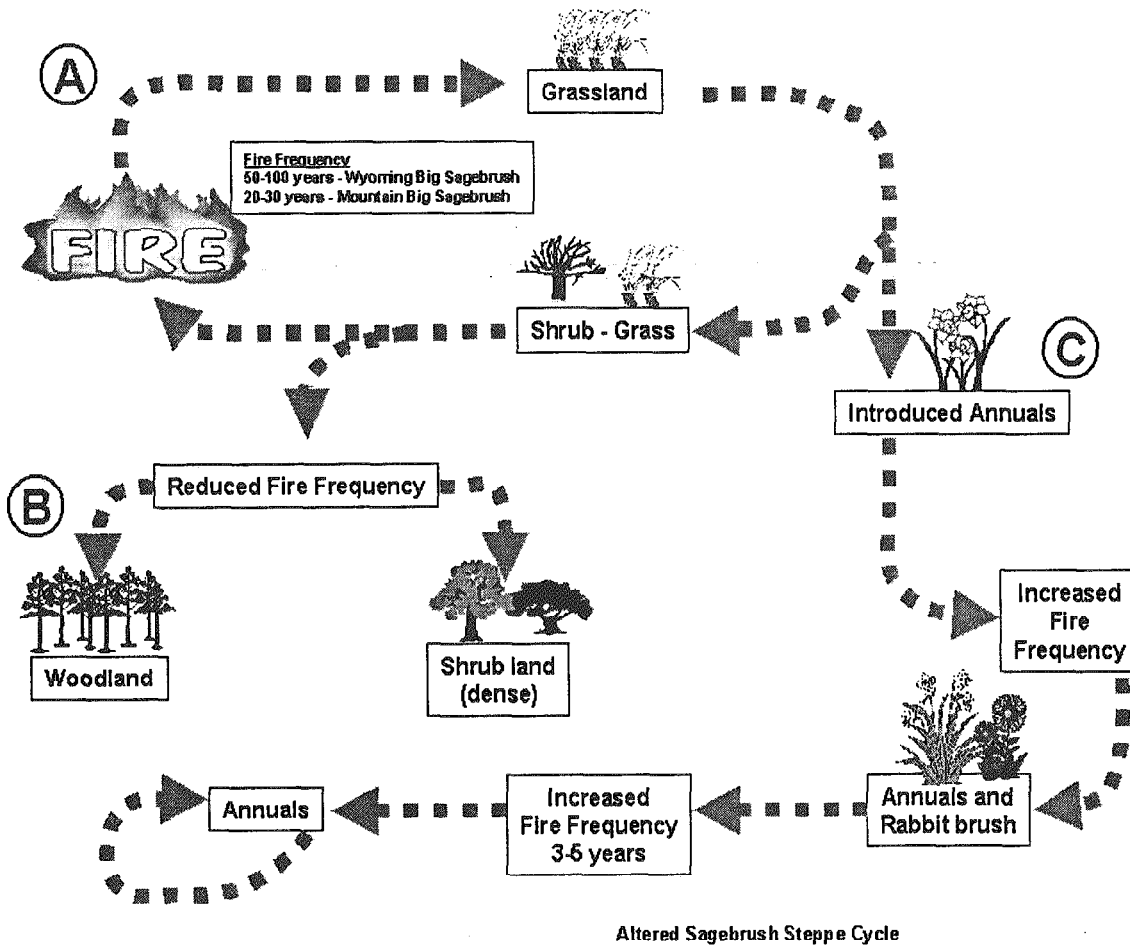 A
Grassland
Fire Frequency
50-100 years - Wyoming Big Sagebrush
20-30 years - Mountain Big Sagebrush
FIRE
Shrub - Grass
C
Introduced Annuals
Reduced Fire Frequency
B
Increased
Fire
Frequency
Woodland
Shrub land
(dense)
Annuals
Increased
Fire Frequency
3-5 years
Annuals and
Rabbit brush
Altered Sagebrush Steppe Cycle